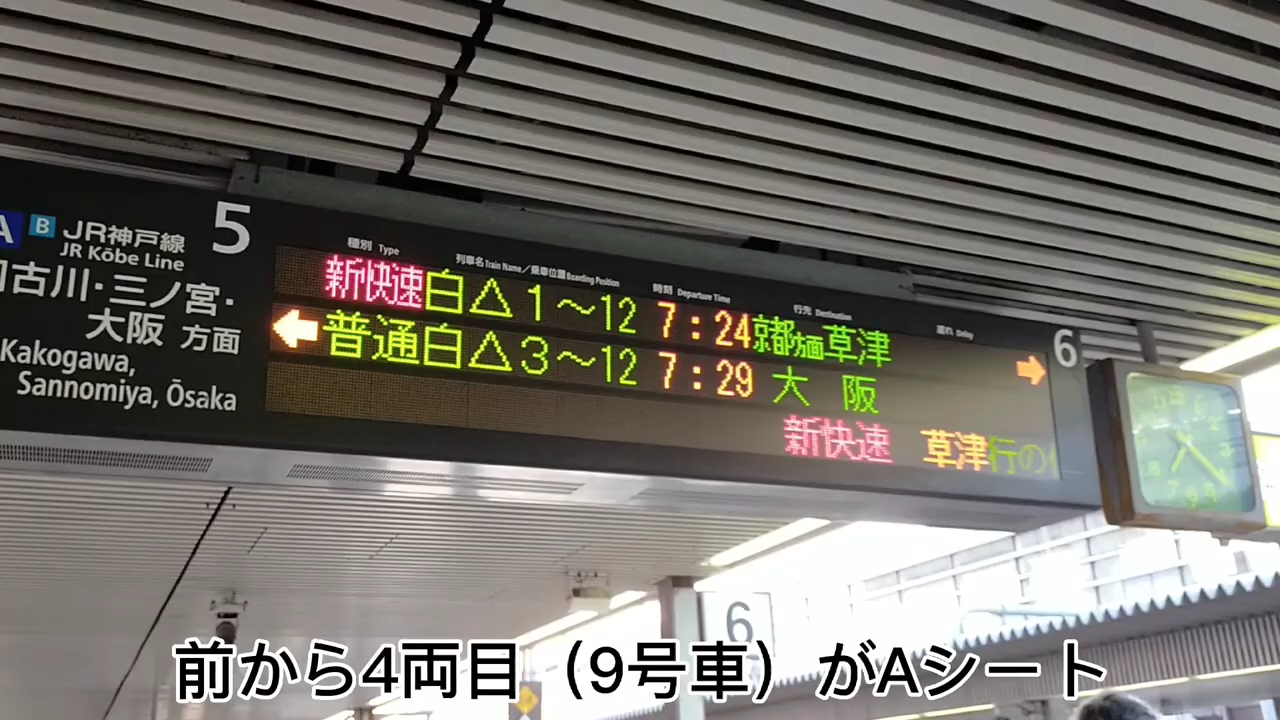 A B JR神戸線 5
JR Kōbe Line
古川・三ノ宮・
大阪 方面
Kakogawa,
Sannomiya, Ōsaka
種別 Type 列車名 Train Name／乗車位置 Boarding Position 時刻 Departure Time 行先 Destination 遅れ Delay
新快速 白△1～12 7:24 京都方面草津
普通 白△3～12 7:29 大阪
新快速 草津行の
6
6
前から4両目（9号車）がAシート